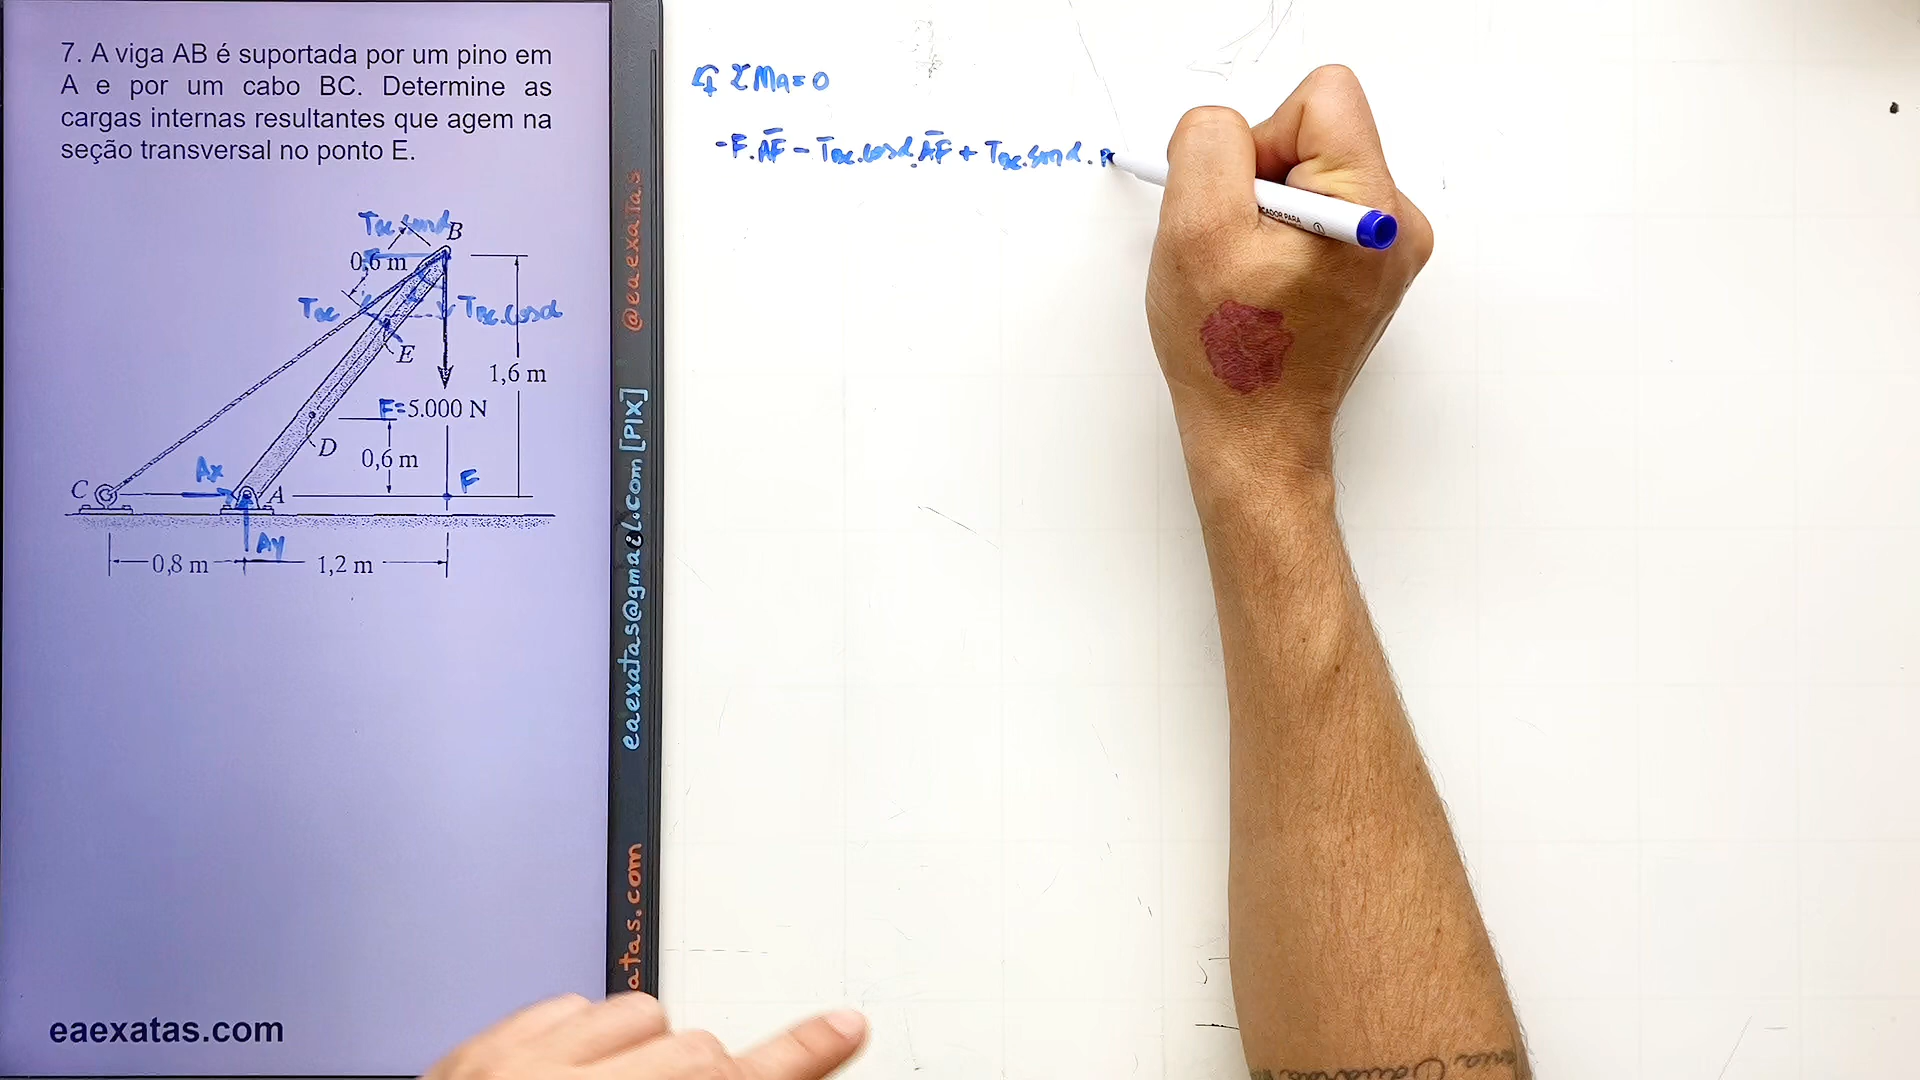 7. A viga AB é suportada por um pino em
A e por um cabo BC. Determine as
cargas internas resultantes que agem na
seção transversal no ponto E.
TBC.senα
B
0,6 m
TBC
TBC.cosα
E
1,6 m
F=5.000 N
D
0,6 m
Ax
F
C
A
Ay
0,8 m
1,2 m
eaexatas.com
@eaexatas
eaexatas@gmail.com [PIX]
atas.com
ΣMA=0
-F.AF - TBC.cosα.AF + TBC.senα.